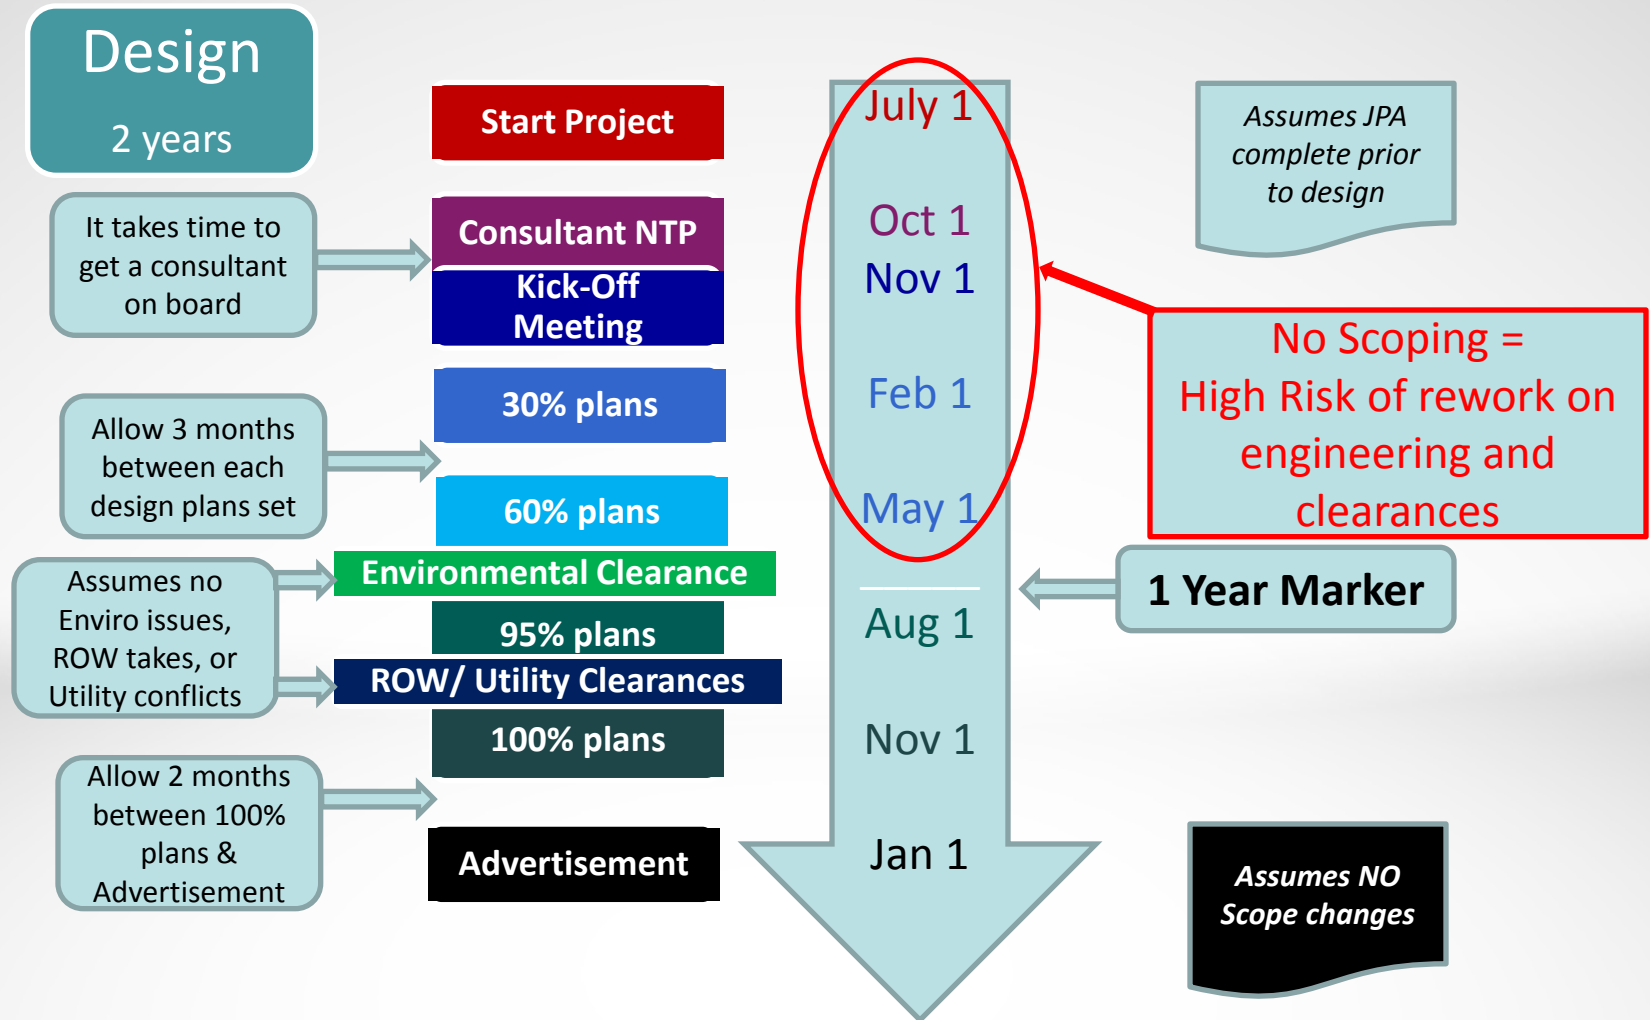 Design
2 years
It takes time to
get a consultant
on board
Allow 3 months
between each
design plans set
Assumes no
Enviro issues,
ROW takes, or
Utility conflicts
Allow 2 months
between 100%
plans &
Advertisement
Start Project
Consultant NTP
Kick-Off
Meeting
30% plans
60% plans
Environmental Clearance
95% plans
ROW/ Utility Clearances
100% plans
Advertisement
July 1
Oct 1
Nov 1
Feb 1
May 1
Aug 1
Nov 1
Jan 1
Assumes JPA
complete prior
to design
No Scoping =
High Risk of rework on
engineering and
clearances
1 Year Marker
Assumes NO
Scope changes